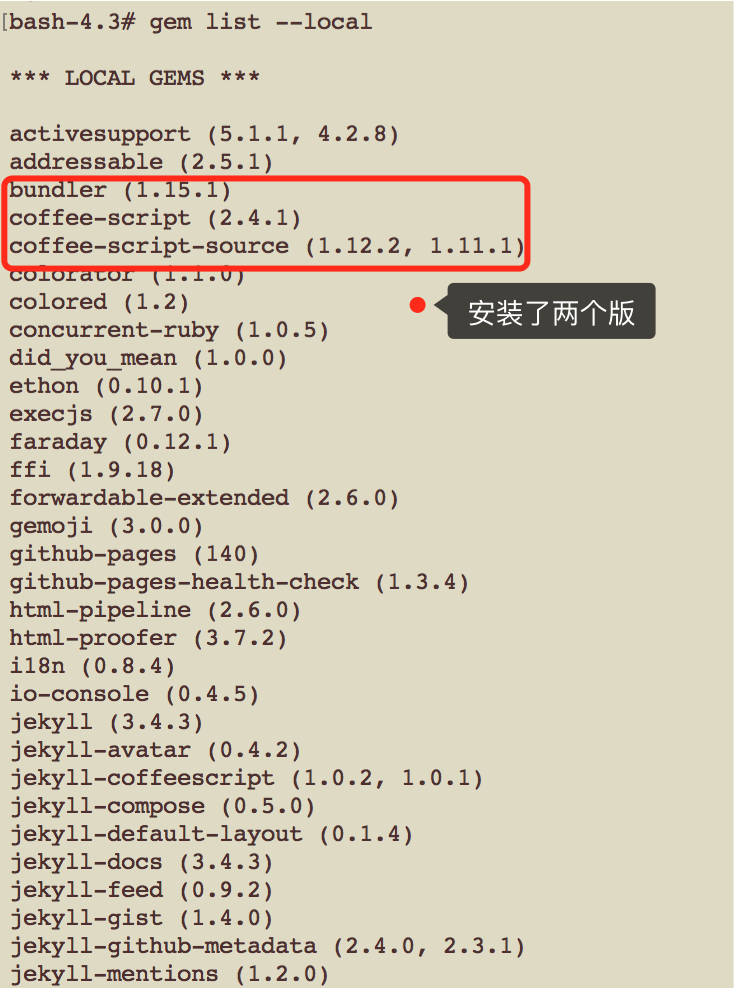 [bash-4.3# gem list --local
*** LOCAL GEMS ***
activesupport (5.1.1, 4.2.8)
addressable (2.5.1)
bundler (1.15.1)
coffee-script (2.4.1)
coffee-script-source (1.12.2, 1.11.1)
colorator (1.1.0)
colored (1.2)
安装了两个版
concurrent-ruby (1.0.5)
did_you_mean (1.0.0)
ethon (0.10.1)
execjs (2.7.0)
faraday (0.12.1)
ffi (1.9.18)
forwardable-extended (2.6.0)
gemoji (3.0.0)
github-pages (140)
github-pages-health-check (1.3.4)
html-pipeline (2.6.0)
html-proofer (3.7.2)
i18n (0.8.4)
io-console (0.4.5)
jekyll (3.4.3)
jekyll-avatar (0.4.2)
jekyll-coffeescript (1.0.2, 1.0.1)
jekyll-compose (0.5.0)
jekyll-default-layout (0.1.4)
jekyll-docs (3.4.3)
jekyll-feed (0.9.2)
jekyll-gist (1.4.0)
jekyll-github-metadata (2.4.0, 2.3.1)
jekyll-mentions (1.2.0)